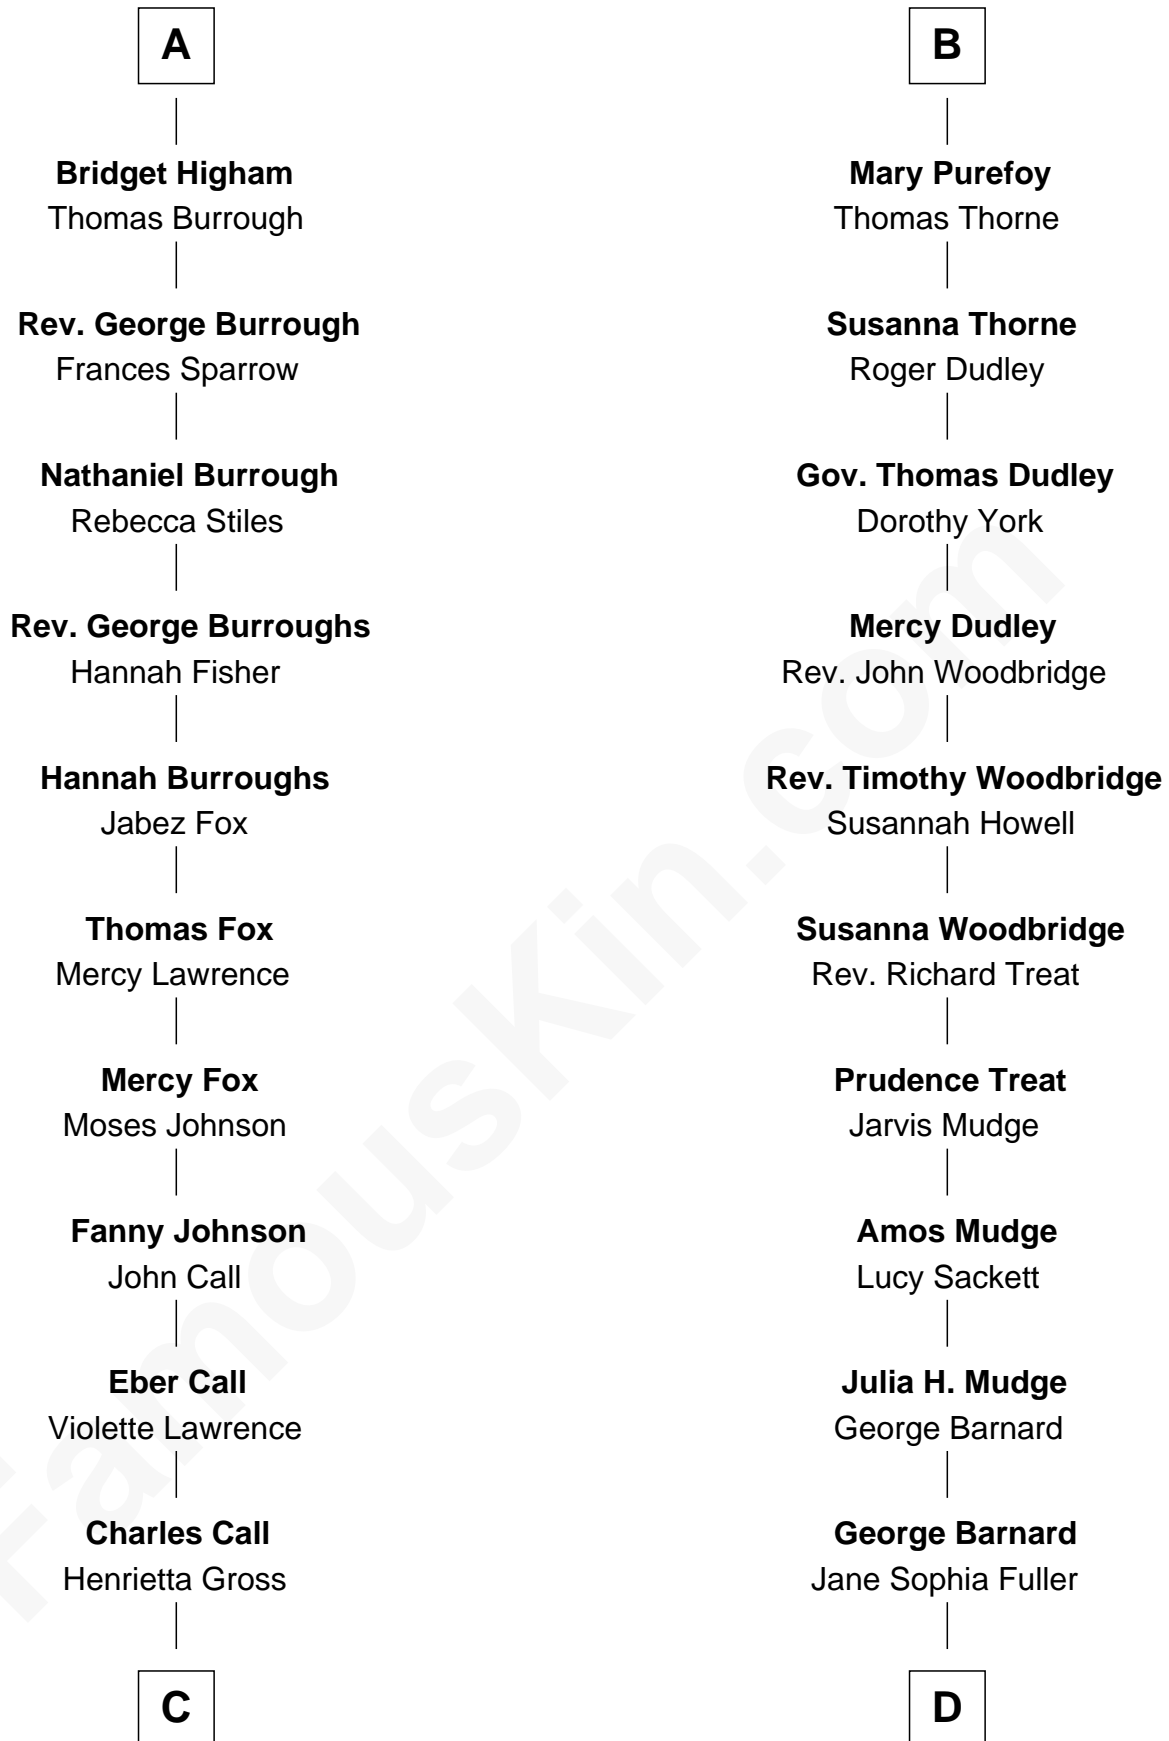 A
Bridget Higham
Thomas Burrough
Rev. George Burrough
Frances Sparrow
Nathaniel Burrough
Rebecca Stiles
Rev. George Burroughs
Hannah Fisher
Hannah Burroughs
Jabez Fox
Thomas Fox
Mercy Lawrence
Mercy Fox
Moses Johnson
Fanny Johnson
John Call
Eber Call
Violette Lawrence
Charles Call
Henrietta Gross
C
B
Mary Purefoy
Thomas Thorne
Susanna Thorne
Roger Dudley
Gov. Thomas Dudley
Dorothy York
Mercy Dudley
Rev. John Woodbridge
Rev. Timothy Woodbridge
Susannah Howell
Susanna Woodbridge
Rev. Richard Treat
Prudence Treat
Jarvis Mudge
Amos Mudge
Lucy Sackett
Julia H. Mudge
George Barnard
George Barnard
Jane Sophia Fuller
D
FamousKin.com